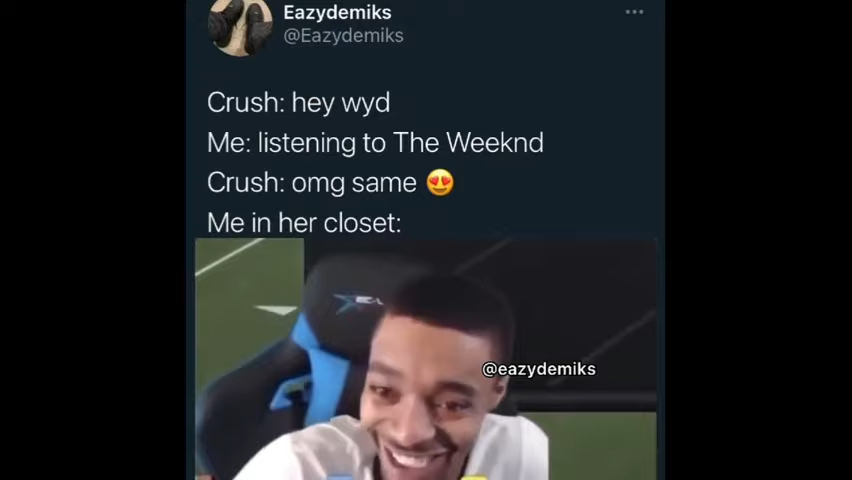 Eazydemiks
@Eazydemiks
Crush: hey wyd
Me: listening to The Weeknd
Crush: omg same 😍
Me in her closet:
@eazydemiks